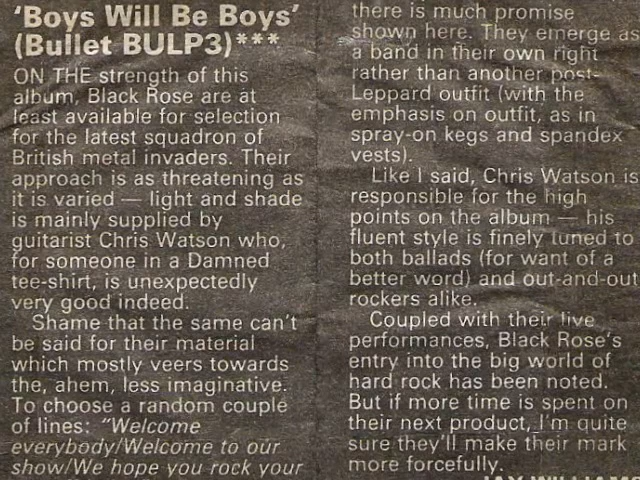 'Boys Will Be Boys'
(Bullet BULP3)***
ON THE strength of this
album, Black Rose are at
least available for selection
for the latest squadron of
British metal invaders. Their
approach is as threatening as
it is varied — light and shade
is mainly supplied by
guitarist Chris Watson who,
for someone in a Damned
tee-shirt, is unexpectedly
very good indeed.
Shame that the same can't
be said for their material
which mostly veers towards
the, ahem, less imaginative.
To choose a random couple
of lines: "Welcome
everybody/Welcome to our
show/We hope you rock your
there is much promise
shown here. They emerge as
a band in their own right
rather than another post-
Leppard outfit (with the
emphasis on outfit, as in
spray-on kegs and spandex
vests).
Like I said, Chris Watson is
responsible for the high
points on the album — his
fluent style is finely tuned to
both ballads (for want of a
better word) and out-and-out
rockers alike.
Coupled with their live
performances, Black Rose's
entry into the big world of
hard rock has been noted.
But if more time is spent on
their next product, I'm quite
sure they'll make their mark
more forcefully.